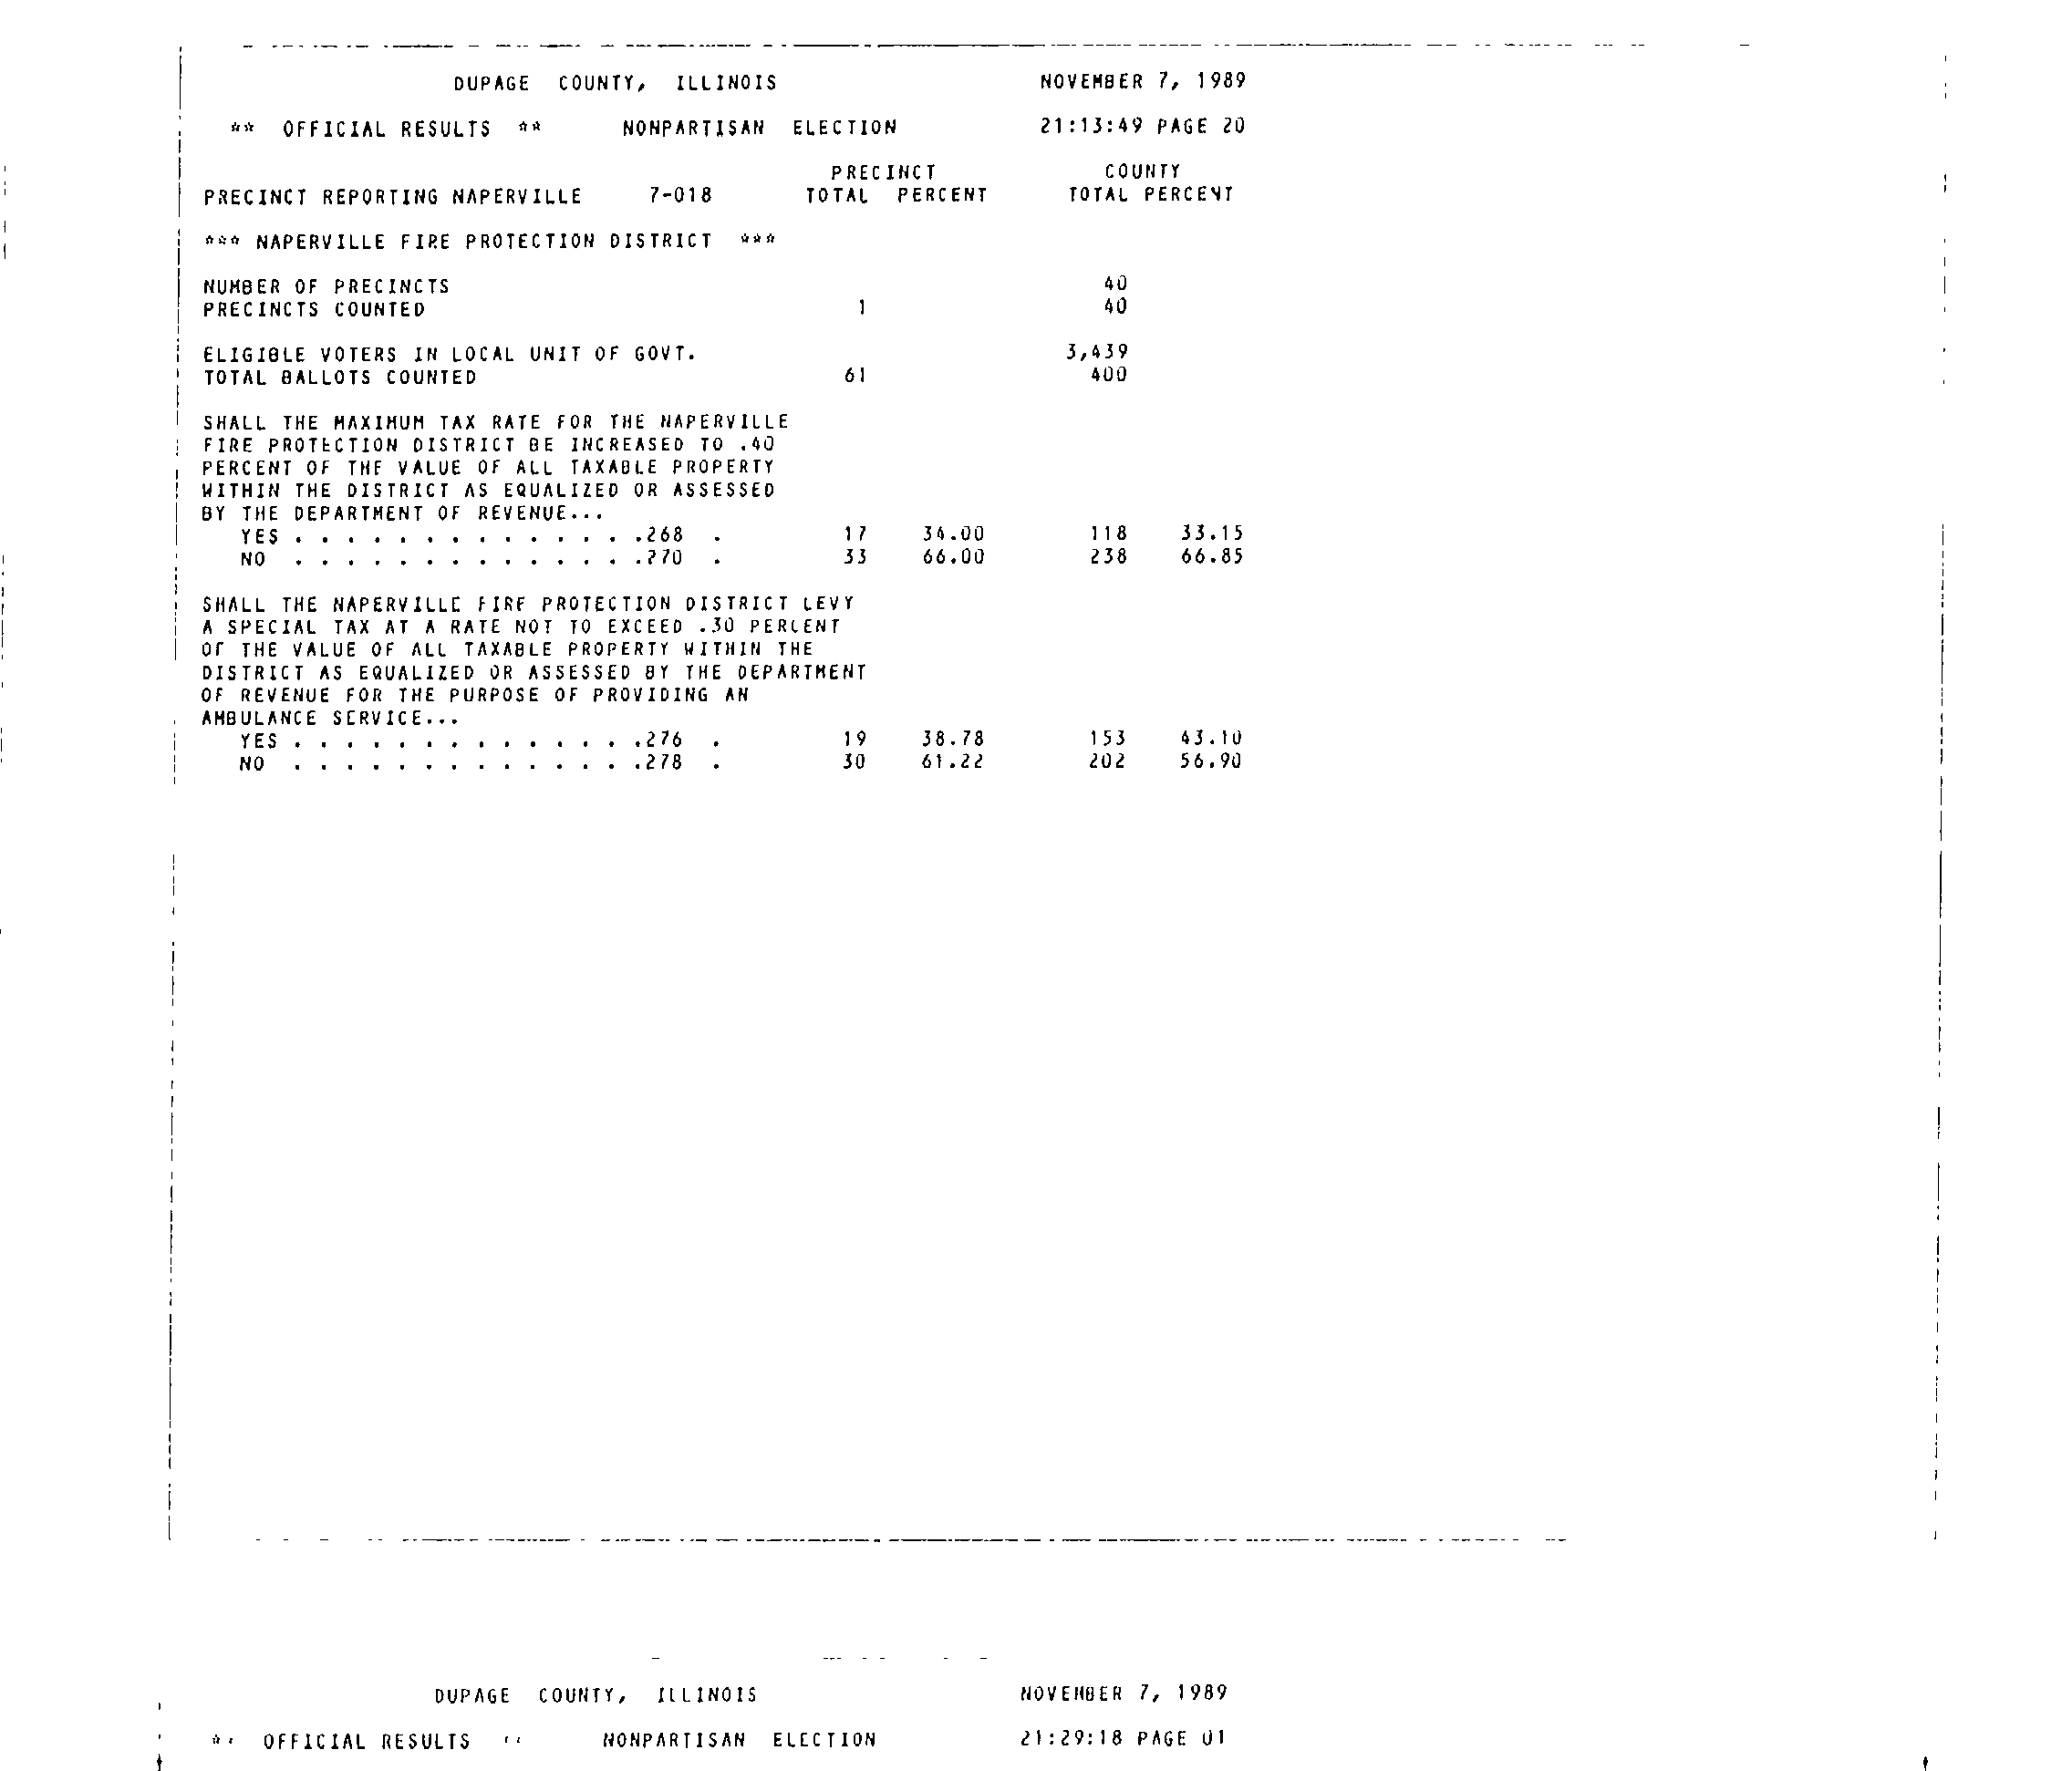 DUPAGE COUNTY, ILLINOIS NOVEMBER 7, 1989
** OFFICIAL RESULTS ** NONPARTISAN ELECTION 21:13:49 PAGE 20
PRECINCT COUNTY
PRECINCT REPORTING NAPERVILLE 7-018 TOTAL PERCENT TOTAL PERCENT
*** NAPERVILLE FIRE PROTECTION DISTRICT ***
NUMBER OF PRECINCTS 40
PRECINCTS COUNTED 1 40
ELIGIBLE VOTERS IN LOCAL UNIT OF GOVT. 3,439
TOTAL BALLOTS COUNTED 61 400
SHALL THE MAXIMUM TAX RATE FOR THE NAPERVILLE
FIRE PROTECTION DISTRICT BE INCREASED TO .40
PERCENT OF THE VALUE OF ALL TAXABLE PROPERTY
WITHIN THE DISTRICT AS EQUALIZED OR ASSESSED
BY THE DEPARTMENT OF REVENUE...
YES . . . . . . . . . . . . . .268 . 17 34.00 118 33.15
NO . . . . . . . . . . . . . .270 . 33 66.00 238 66.85
SHALL THE NAPERVILLE FIRE PROTECTION DISTRICT LEVY
A SPECIAL TAX AT A RATE NOT TO EXCEED .30 PERCENT
OF THE VALUE OF ALL TAXABLE PROPERTY WITHIN THE
DISTRICT AS EQUALIZED OR ASSESSED BY THE DEPARTMENT
OF REVENUE FOR THE PURPOSE OF PROVIDING AN
AMBULANCE SERVICE...
YES . . . . . . . . . . . . . .276 . 19 38.78 153 43.10
NO . . . . . . . . . . . . . .278 . 30 61.22 202 56.90
DUPAGE COUNTY, ILLINOIS NOVEMBER 7, 1989
** OFFICIAL RESULTS ** NONPARTISAN ELECTION 21:29:18 PAGE 01